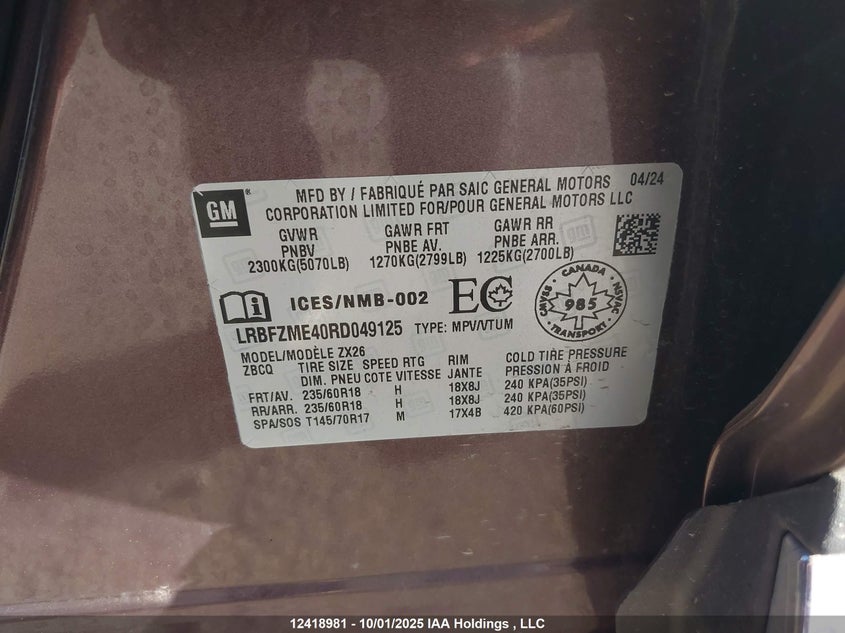 GM ®
MFD BY / FABRIQUÉ PAR SAIC GENERAL MOTORS 04/24
CORPORATION LIMITED FOR/POUR GENERAL MOTORS LLC
GVWR GAWR FRT GAWR RR
PNBV PNBE AV. PNBE ARR.
2300KG(5070LB) 1270KG(2799LB) 1225KG(2700LB)
ICES/NMB-002 EC
CANADA
CMVSS 985 NSVAC
TRANSPORT
LRBFZME40RD049125 TYPE: MPV/VTUM
MODEL/MODÈLE ZX26
ZBCQ TIRE SIZE SPEED RTG RIM COLD TIRE PRESSURE
DIM. PNEU COTE VITESSE JANTE PRESSION À FROID
FRT/AV. 235/60R18 H 18X8J 240 KPA(35PSI)
RR/ARR. 235/60R18 H 18X8J 240 KPA(35PSI)
SPA/SOS T145/70R17 M 17X4B 420 KPA(60PSI)
12418981 - 10/01/2025 IAA Holdings , LLC